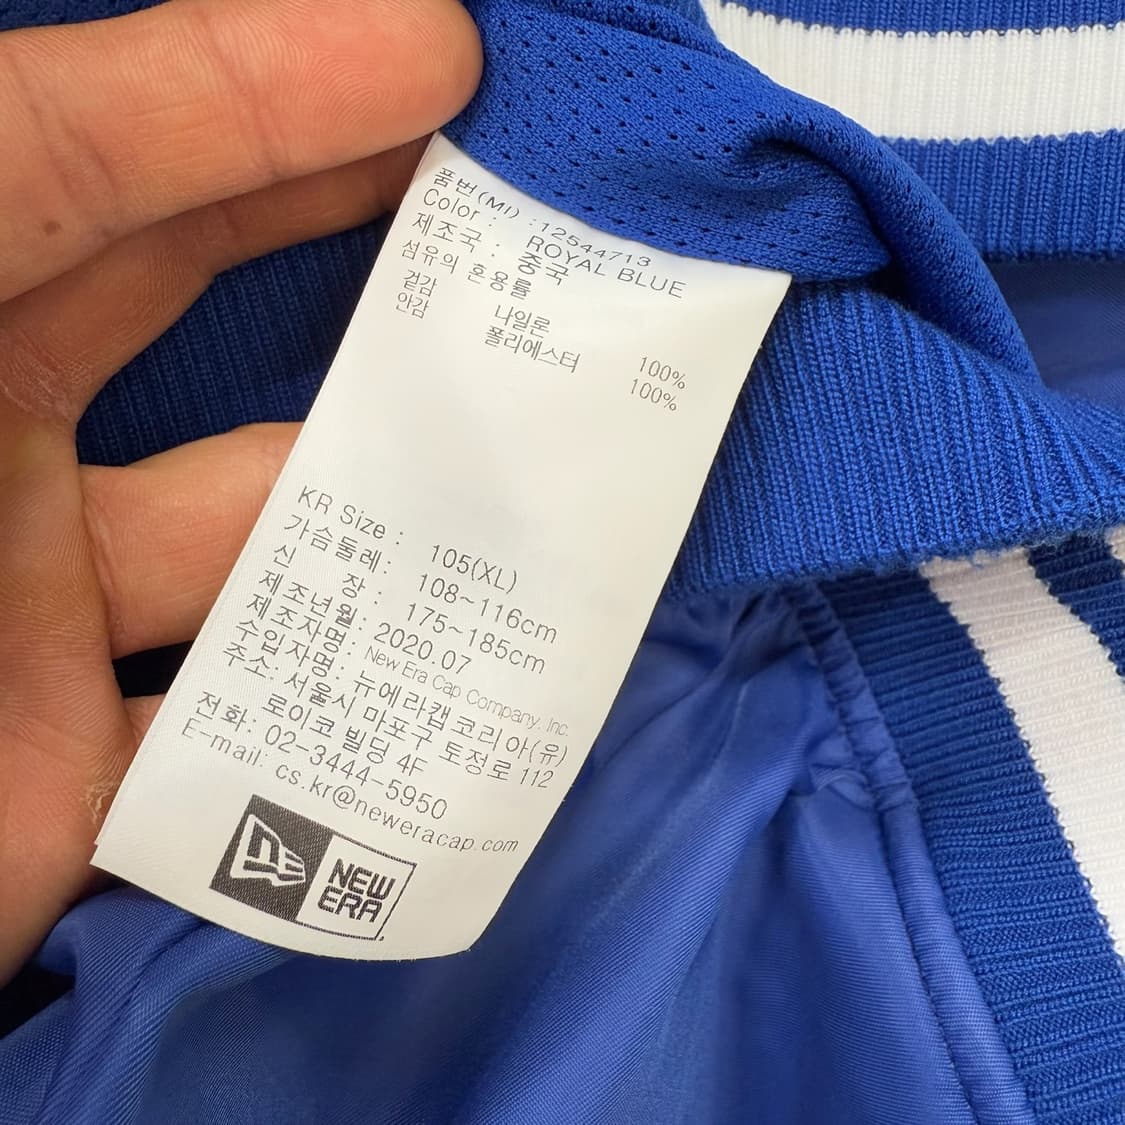 품번(MI) : 12544713
Color : ROYAL BLUE
제조국 : 중국
섬유의 혼용률
겉감 나일론 100%
안감 폴리에스터 100%
KR Size : 105(XL)
가슴둘레: 108~116cm
신 장 : 175~185cm
제조년월: 2020.07
제조자명: New Era Cap Company. Inc.
수입자명: 뉴에라캡코리아(유)
주소: 서울시 마포구 토정로 112
로이코 빌딩 4F
전화: 02-3444-5950
E-mail: cs.kr@neweracap.com
NE
NEW
ERA